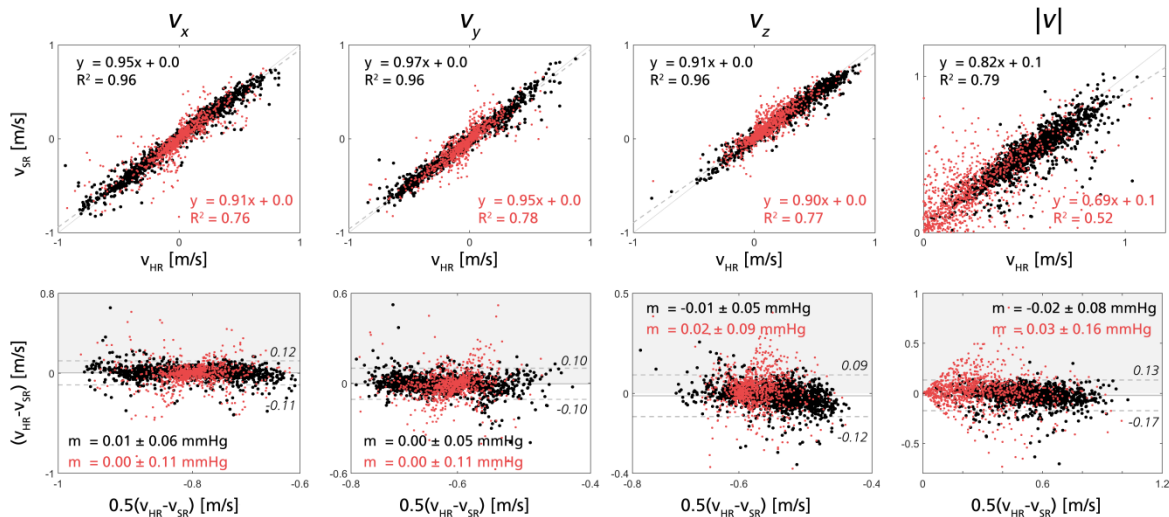 v_x
v_y
v_z
|v|
y = 0.95x + 0.0
R² = 0.96
y = 0.91x + 0.0
R² = 0.76
y = 0.97x + 0.0
R² = 0.96
y = 0.95x + 0.0
R² = 0.78
y = 0.91x + 0.0
R² = 0.96
y = 0.90x + 0.0
R² = 0.77
y = 0.82x + 0.1
R² = 0.79
y = 0.69x + 0.1
R² = 0.52
v_SR [m/s]
1
0
-1
-1 0 1
v_HR [m/s]
1
0
-1
-1 0 1
v_HR [m/s]
1
0
-1
-1 0 1
v_HR [m/s]
1
0
0 1
v_HR [m/s]
(v_HR-v_SR) [m/s]
0.8
0
-1
-1 -0.8 -0.6
0.12
-0.11
m = 0.01 ± 0.06 mmHg
m = 0.00 ± 0.11 mmHg
0.5(v_HR-v_SR) [m/s]
0.6
0
-0.6
-0.8 -0.6 -0.4
0.10
-0.10
m = 0.00 ± 0.05 mmHg
m = 0.00 ± 0.11 mmHg
0.5(v_HR-v_SR) [m/s]
0.5
0
-0.4
-0.8 -0.6 -0.4
m = -0.01 ± 0.05 mmHg
m = 0.02 ± 0.09 mmHg
0.09
-0.12
0.5(v_HR-v_SR) [m/s]
1
0.5
0
-0.5
-1
0 0.2 0.4 0.6 0.8 1.2
m = -0.02 ± 0.08 mmHg
m = 0.03 ± 0.16 mmHg
0.13
-0.17
0.5(v_HR-v_SR) [m/s]